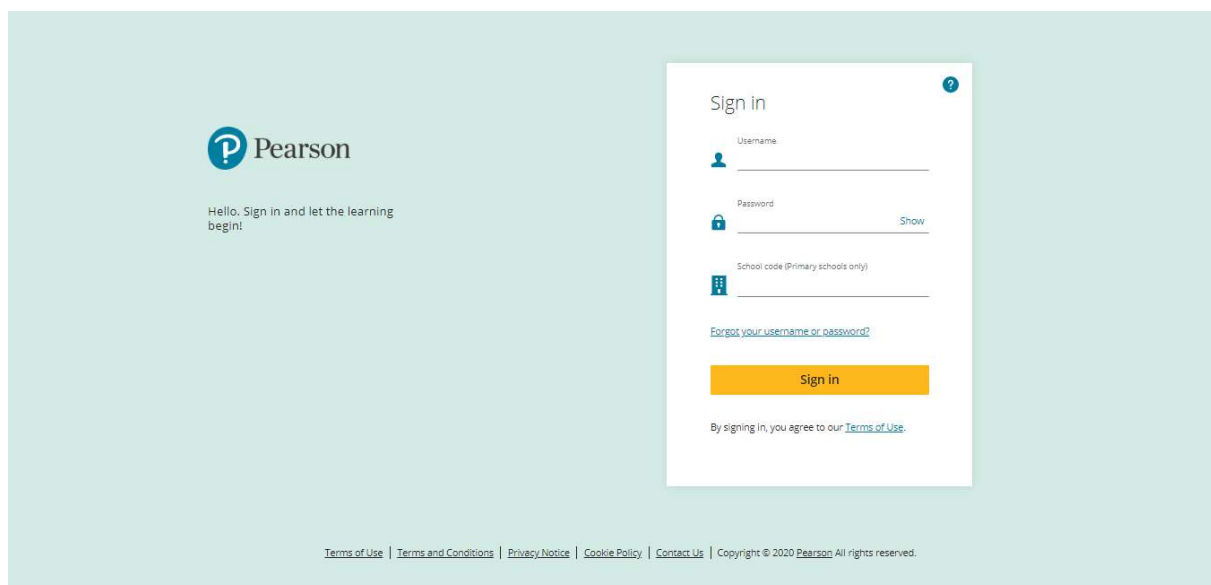 Pearson
Hello. Sign in and let the learning
begin!
?
Sign in
Username
Password
Show
School code (Primary schools only)
Forgot your username or password?
Sign in
By signing in, you agree to our Terms of Use.
Terms of Use | Terms and Conditions | Privacy Notice | Cookie Policy | Contact Us | Copyright © 2020 Pearson All rights reserved.